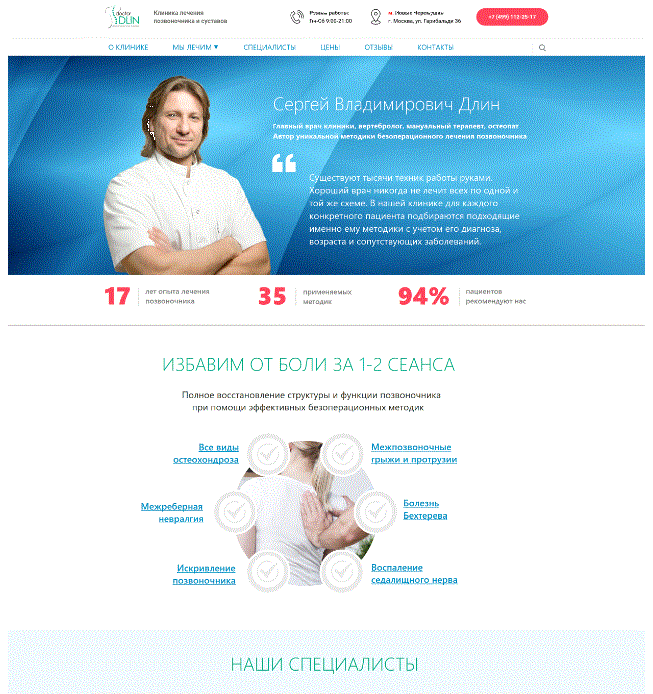 doctor
DLIN
Клиника лечения
позвоночника и суставов
Режим работы:
Пн-Сб 9:00-21:00
м. Новые Черемушки
г. Москва, ул. Гарибальди 36
+7 (499) 112-25-17
О КЛИНИКЕ
МЫ ЛЕЧИМ ▼
СПЕЦИАЛИСТЫ
ЦЕНЫ
ОТЗЫВЫ
КОНТАКТЫ
Сергей Владимирович Длин
Главный врач клиники, вертебролог, мануальный терапевт, остеопат
Автор уникальной методики безоперационного лечения позвоночника
Существуют тысячи техник работы руками.
Хороший врач никогда не лечит всех по одной и
той же схеме. В нашей клинике для каждого
конкретного пациента подбираются подходящие
именно ему методики с учетом его диагноза,
возраста и сопутствующих заболеваний.
17
лет опыта лечения
позвоночника
35
применяемых
методик
94%
пациентов
рекомендуют нас
ИЗБАВИМ ОТ БОЛИ ЗА 1-2 СЕАНСА
Полное восстановление структуры и функции позвоночника
при помощи эффективных безоперационных методик
Все виды
остеохондроза
Межпозвоночные
грыжи и протрузии
Межреберная
невралгия
Болезнь
Бехтерева
Искривление
позвоночника
Воспаление
седалищного нерва
НАШИ СПЕЦИАЛИСТЫ